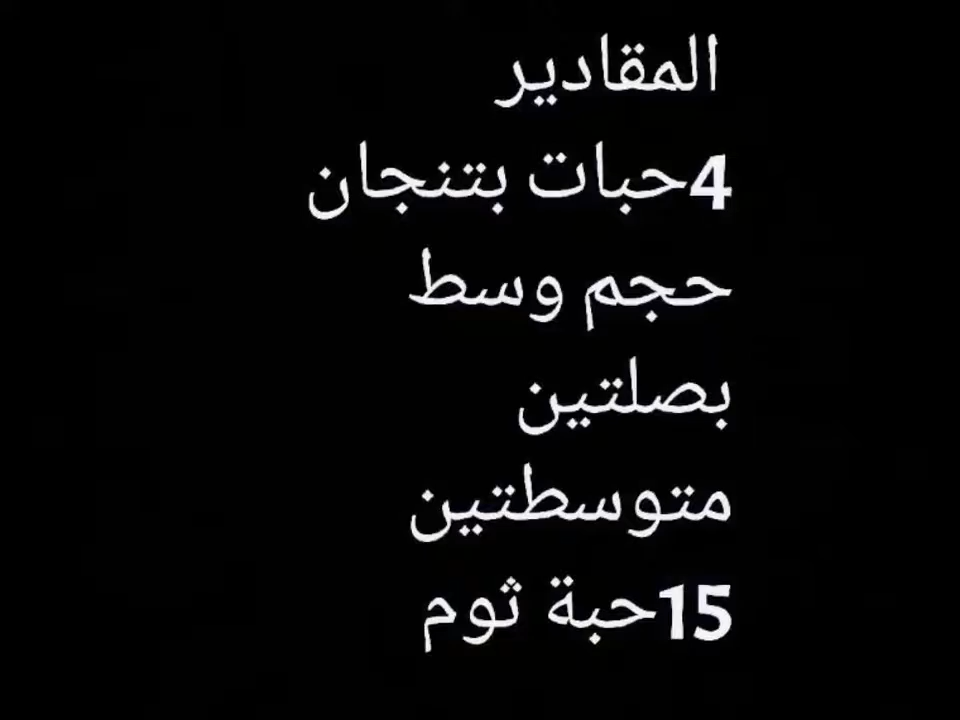 المقادير
4حبات بتنجان
حجم وسط
بصلتين
متوسطتين
15حبة ثوم